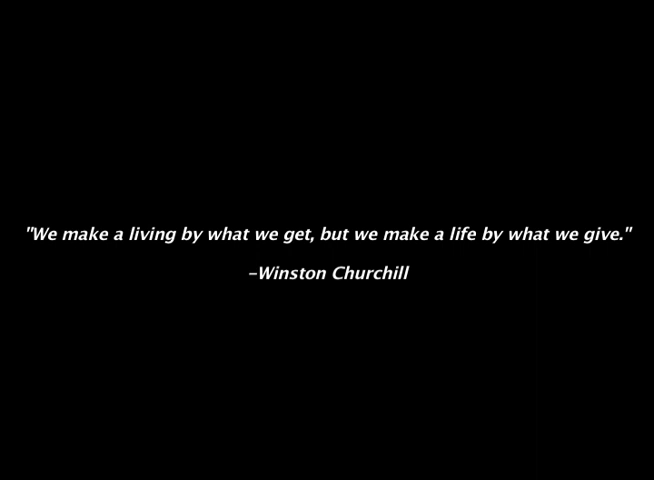 "We make a living by what we get, but we make a life by what we give."
–Winston Churchill